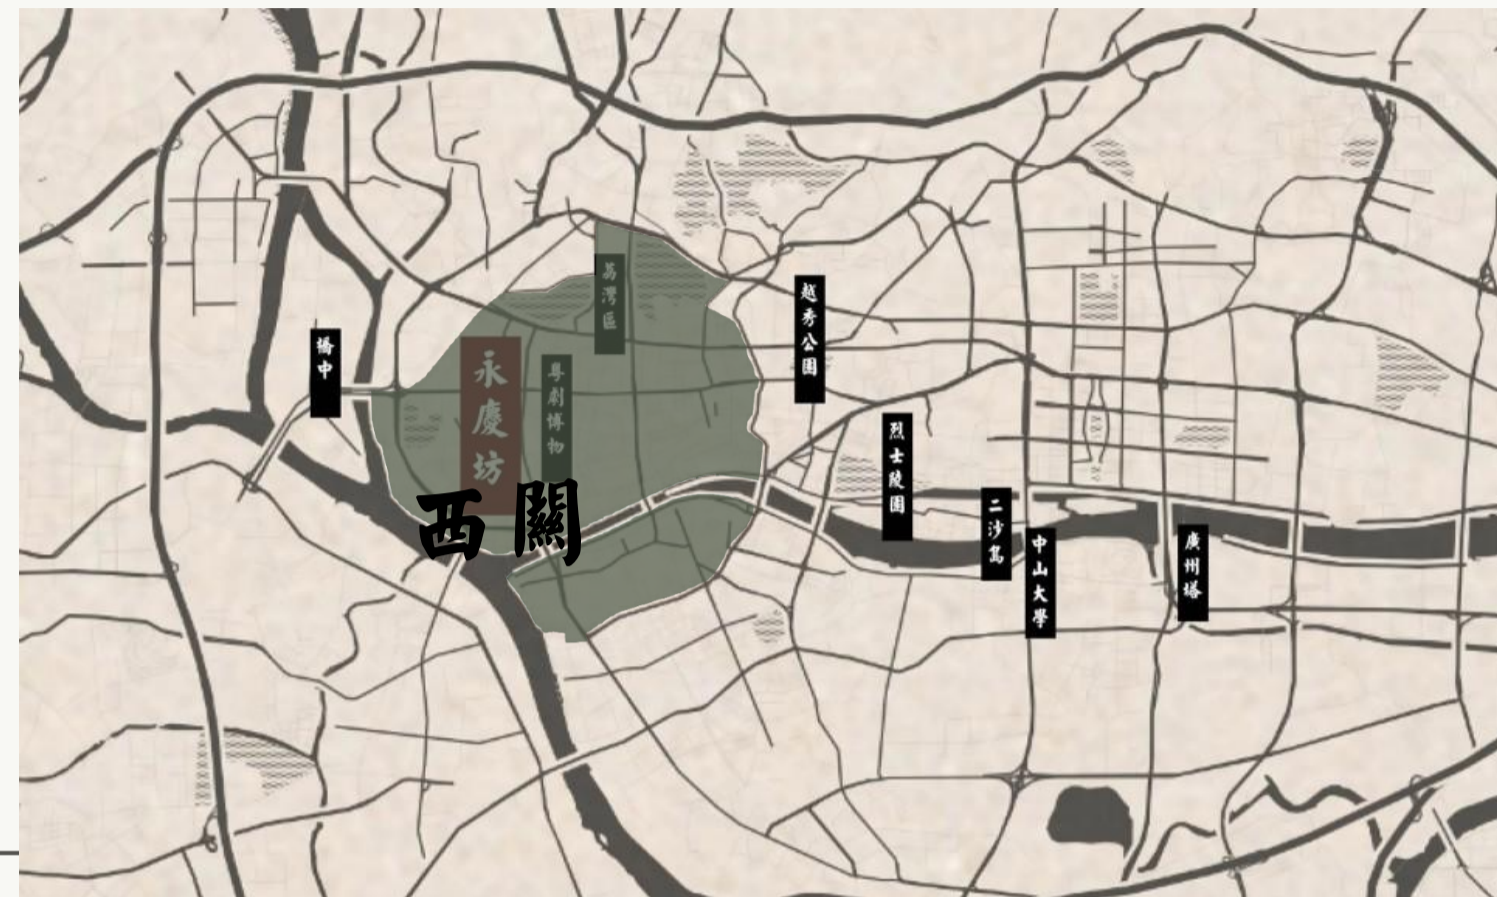 荔灣區
越秀公園
橋中
永慶坊
粵劇博物
烈士陵園
西關
二沙島
中山大學
廣州塔